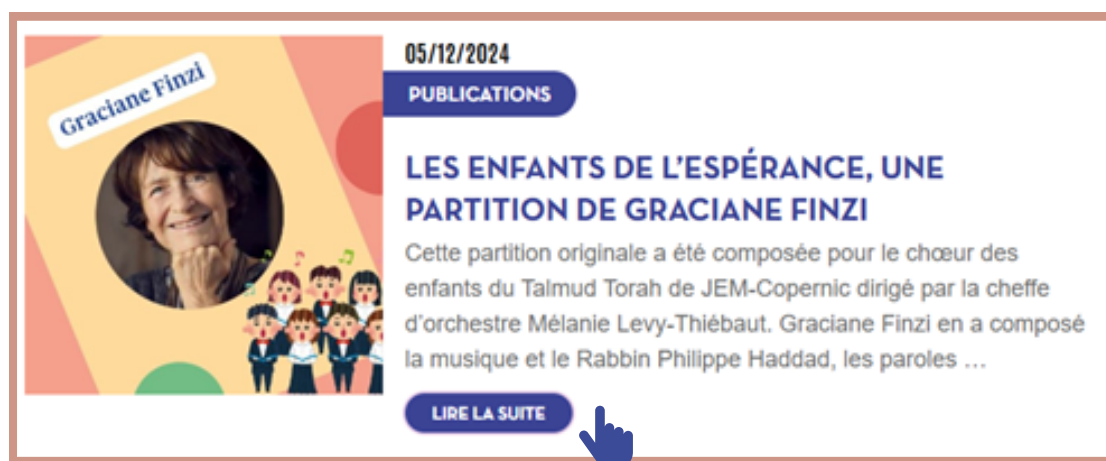 Graciane Finzi
05/12/2024
PUBLICATIONS
LES ENFANTS DE L’ESPÉRANCE, UNE
PARTITION DE GRACIANE FINZI
Cette partition originale a été composée pour le chœur des
enfants du Talmud Torah de JEM-Copernic dirigé par la cheffe
d’orchestre Mélanie Levy-Thiébaut. Graciane Finzi en a composé
la musique et le Rabbin Philippe Haddad, les paroles …
LIRE LA SUITE